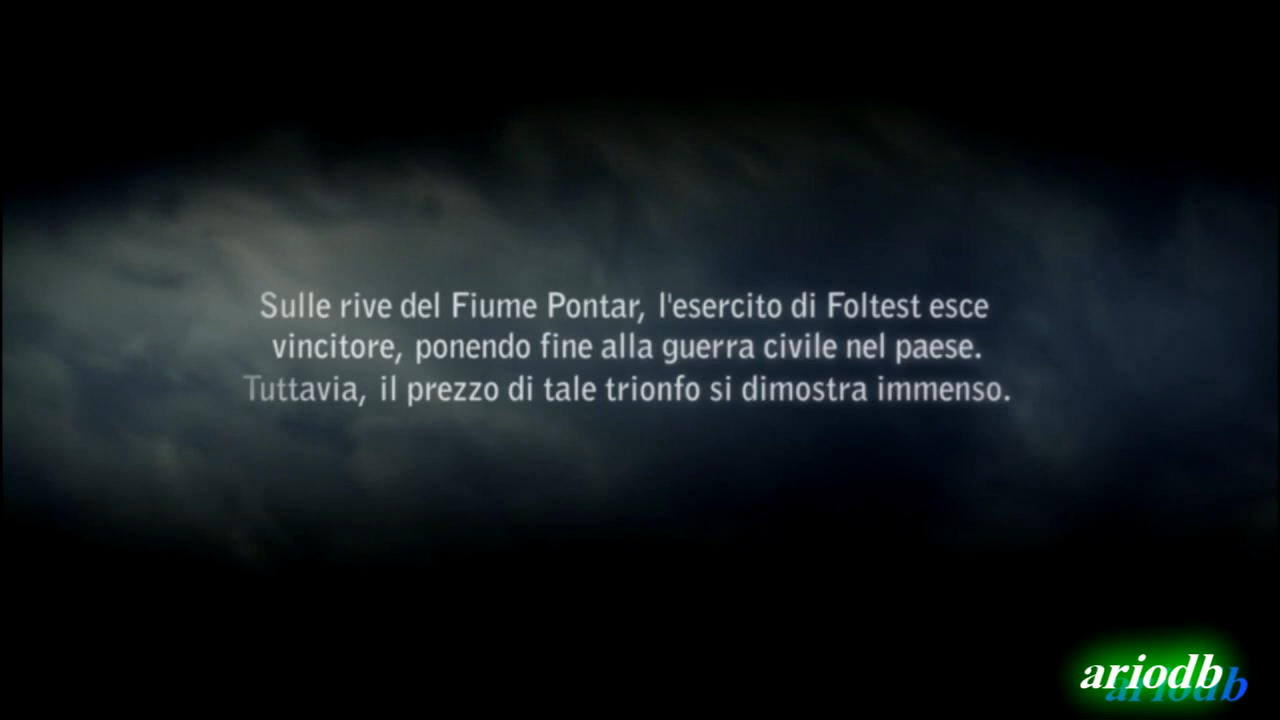 Sulle rive del Fiume Pontar, l'esercito di Foltest esce
vincitore, ponendo fine alla guerra civile nel paese.
Tuttavia, il prezzo di tale trionfo si dimostra immenso.
ariodb